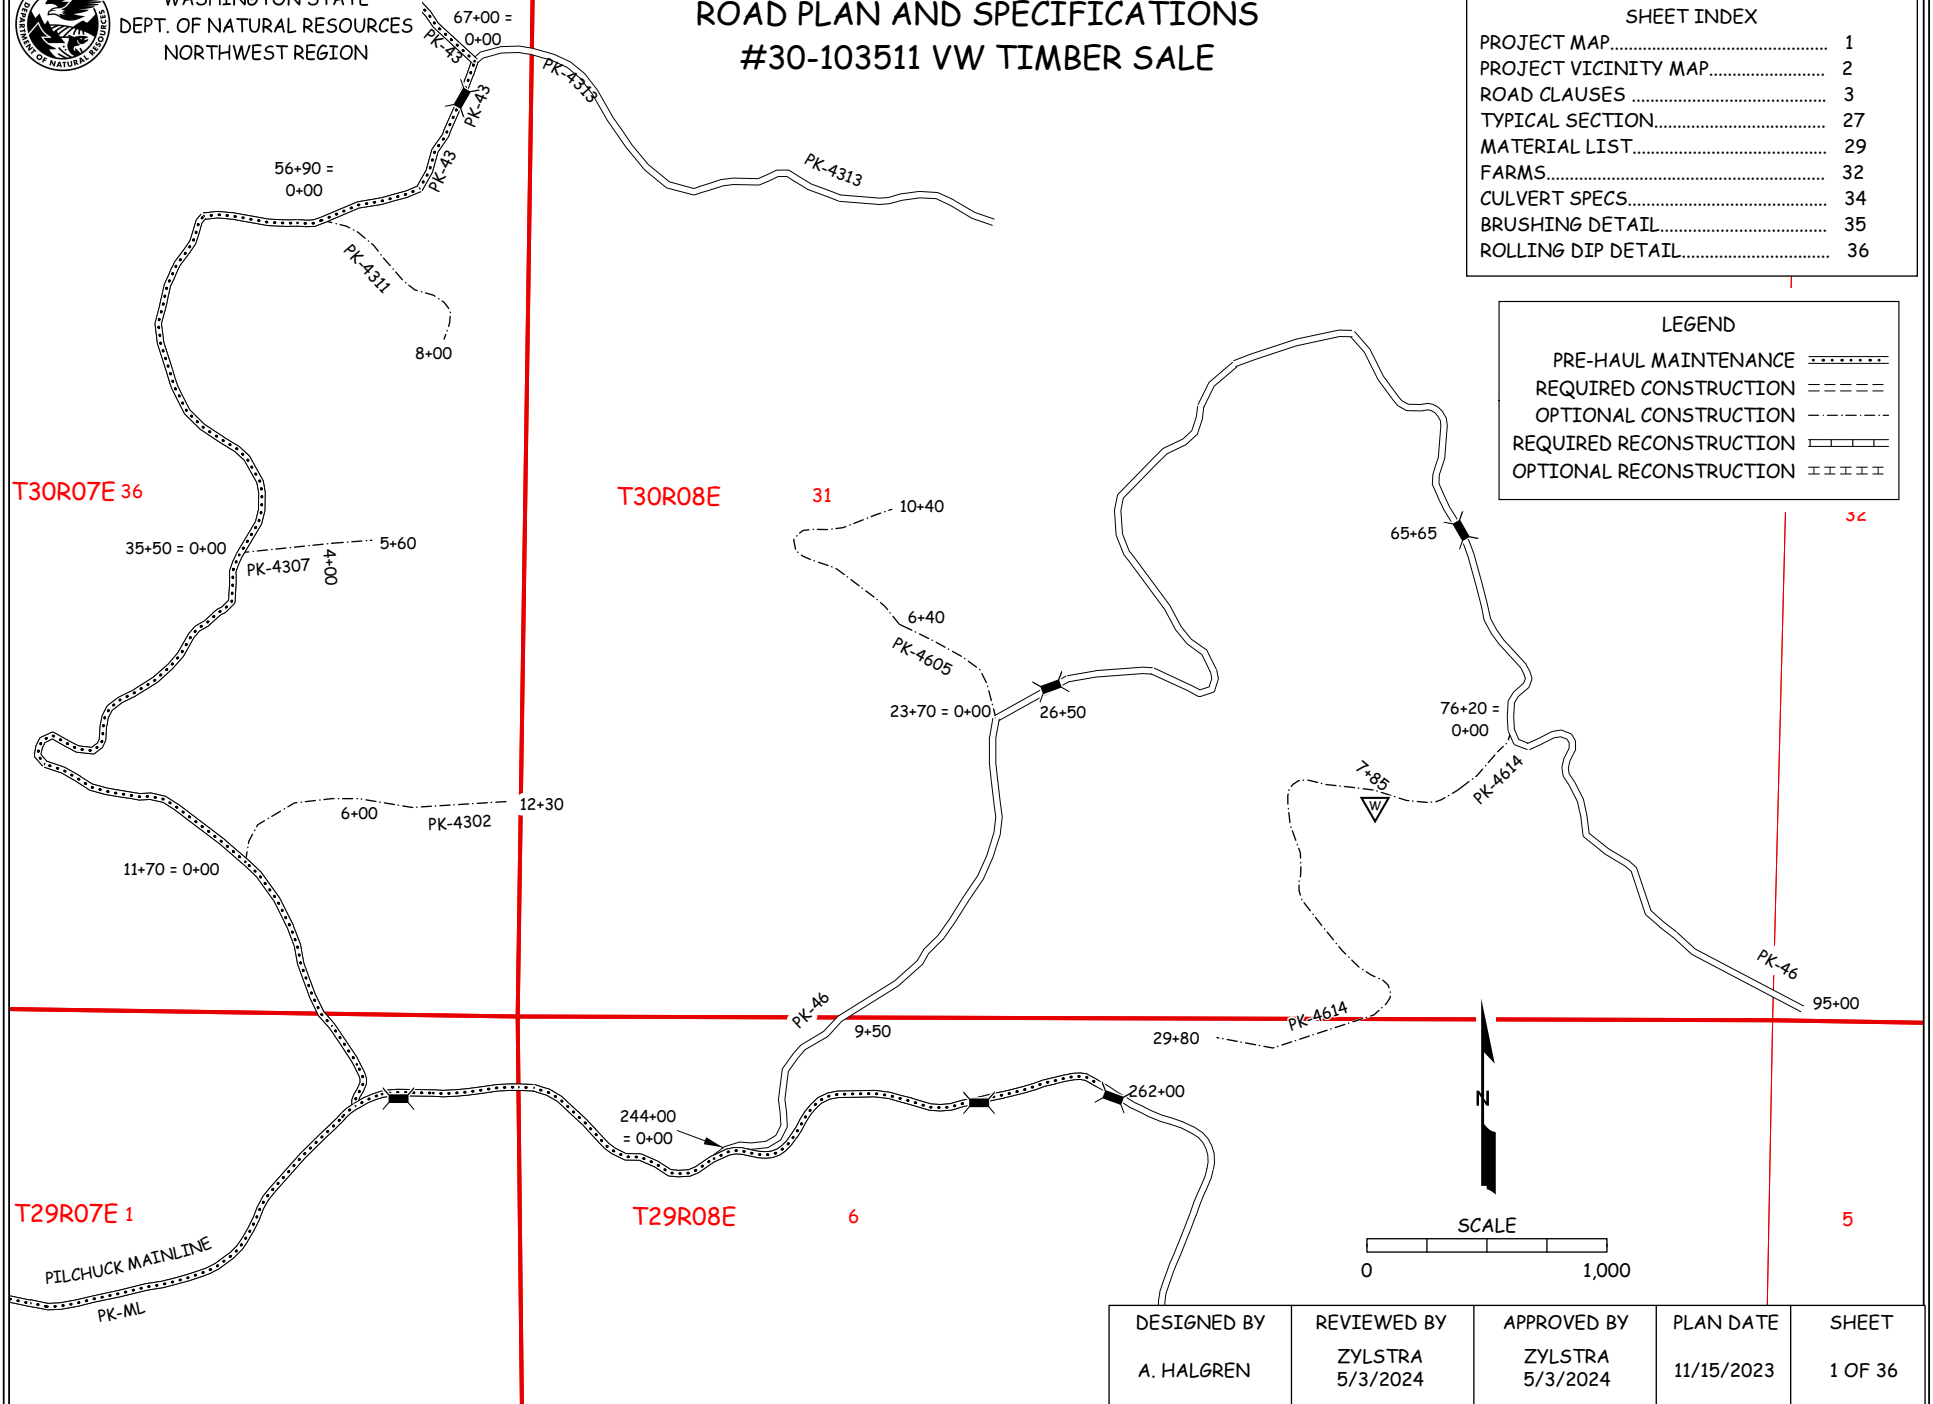 WASHINGTON STATE
DEPT. OF NATURAL RESOURCES
NORTHWEST REGION
DEPARTMENT OF NATURAL RESOURCES
ROAD PLAN AND SPECIFICATIONS
#30-103511 VW TIMBER SALE
SHEET INDEX
PROJECT MAP 1
PROJECT VICINITY MAP 2
ROAD CLAUSES 3
TYPICAL SECTION 27
MATERIAL LIST 29
FARMS 32
CULVERT SPECS 34
BRUSHING DETAIL 35
ROLLING DIP DETAIL 36
LEGEND
PRE-HAUL MAINTENANCE
REQUIRED CONSTRUCTION
OPTIONAL CONSTRUCTION
REQUIRED RECONSTRUCTION
OPTIONAL RECONSTRUCTION
67+00 =
0+00
PK-43
PK-4313
PK-43
PK-43
PK-4313
56+90 =
0+00
PK-4311
8+00
T30R07E 36
T30R08E
31
32
10+40
35+50 = 0+00
PK-4307
4+00
5+60
65+65
6+40
PK-4605
23+70 = 0+00
26+50
76+20 =
0+00
PK-4614
7+85
W
6+00
PK-4302
12+30
11+70 = 0+00
PK-46
95+00
PK-46
9+50
PK-4614
29+80
262+00
244+00
= 0+00
N
T29R07E 1
T29R08E
6
5
PILCHUCK MAINLINE
PK-ML
SCALE
0 1,000
DESIGNED BY
A. HALGREN
REVIEWED BY
ZYLSTRA
5/3/2024
APPROVED BY
ZYLSTRA
5/3/2024
PLAN DATE
11/15/2023
SHEET
1 OF 36